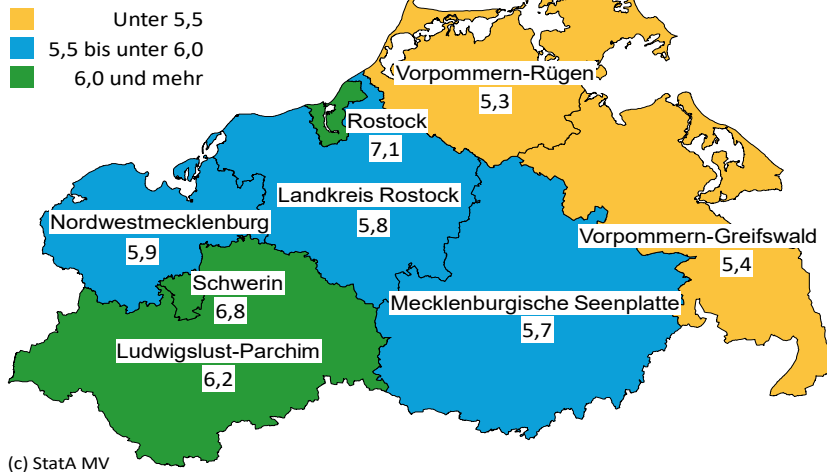 Unter 5,5
5,5 bis unter 6,0
6,0 und mehr
Vorpommern-Rügen
5,3
Rostock
7,1
Landkreis Rostock
5,8
Nordwestmecklenburg
5,9
Vorpommern-Greifswald
5,4
Schwerin
6,8
Mecklenburgische Seenplatte
5,7
Ludwigslust-Parchim
6,2
(c) StatA MV